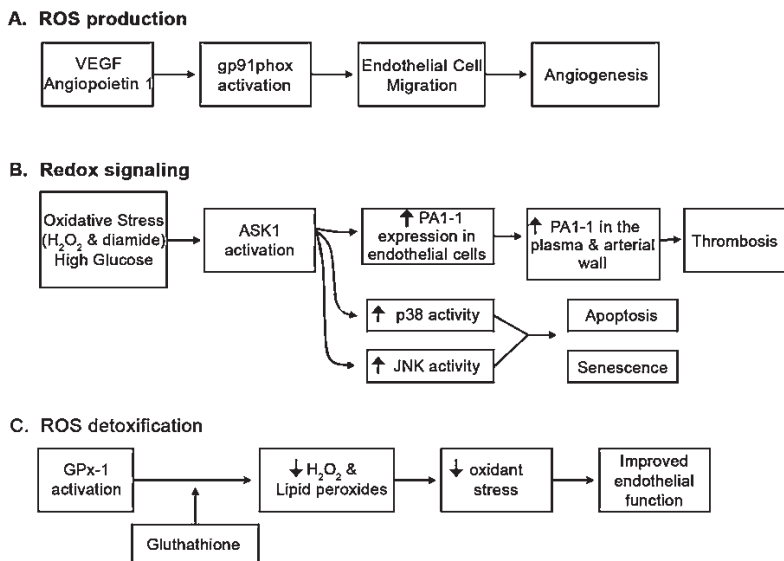 A. ROS production
VEGF
Angiopoietin 1
gp91phox
activation
Endothelial Cell
Migration
Angiogenesis
B. Redox signaling
Oxidative Stress
(H₂O₂ & diamide)
High Glucose
ASK1
activation
↑ PA1-1
expression in
endothelial cells
↑ PA1-1 in the
plasma & arterial
wall
Thrombosis
↑ p38 activity
Apoptosis
↑ JNK activity
Senescence
C. ROS detoxification
GPx-1
activation
↓ H₂O₂ &
Lipid peroxides
↓ oxidant
stress
Improved
endothelial
function
Gluthathione